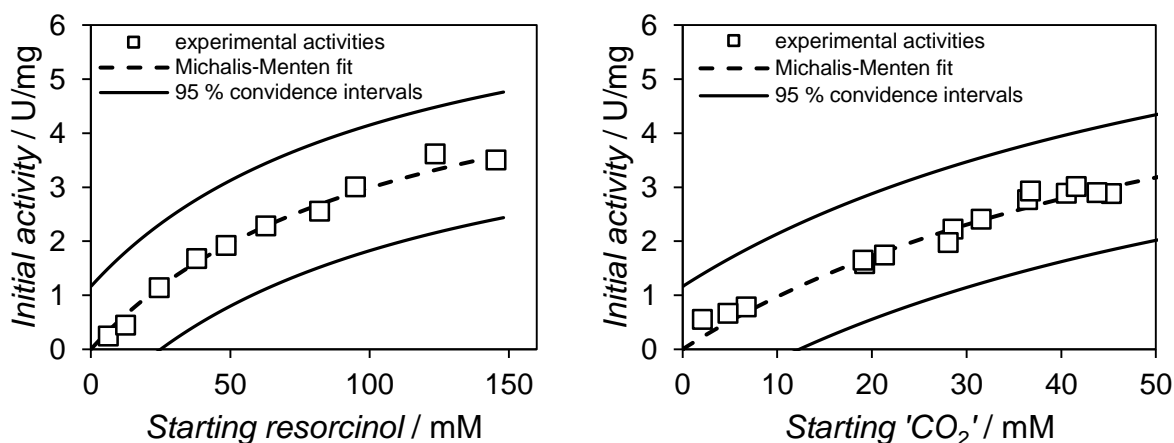 6
5
4
3
2
1
0
Initial activity / U/mg
experimental activities
Michalis-Menten fit
95 % convidence intervals
0 50 100 150
Starting resorcinol / mM
6
5
4
3
2
1
0
Initial activity / U/mg
experimental activities
Michalis-Menten fit
95 % convidence intervals
0 10 20 30 40 50
Starting 'CO₂' / mM